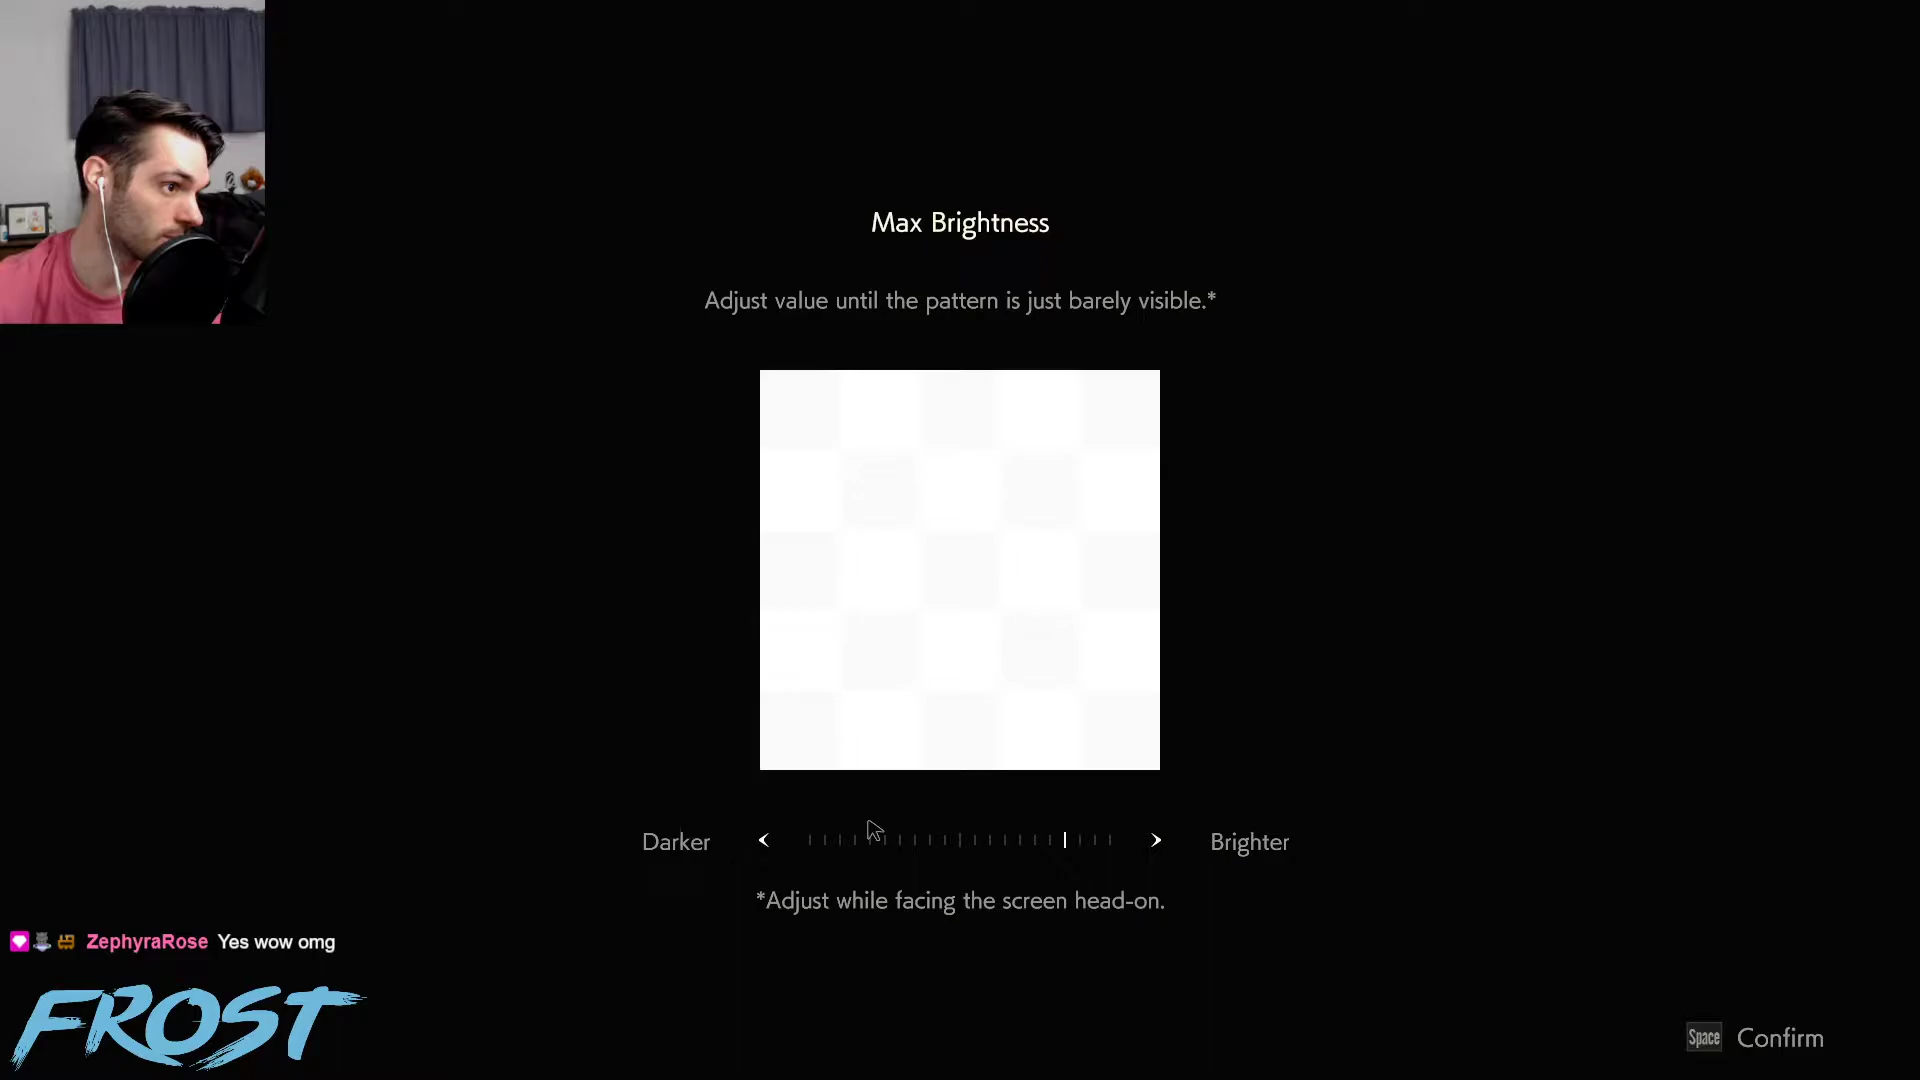 Max Brightness
Adjust value until the pattern is just barely visible.*
Darker
Brighter
*Adjust while facing the screen head-on.
ZephyraRose Yes wow omg
FROST
Space Confirm